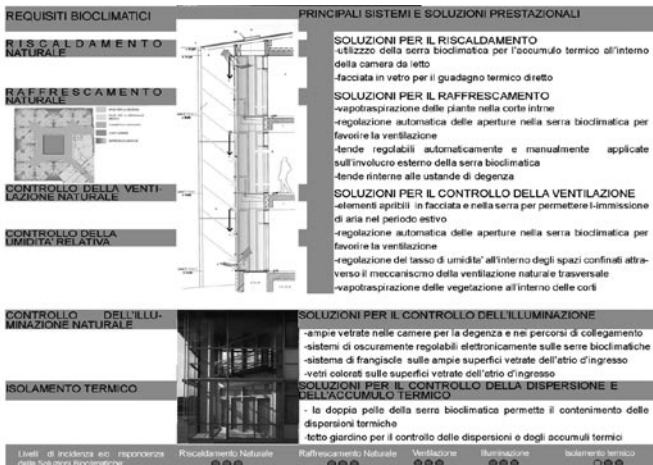 REQUISITI BIOCLIMATICI
PRINCIPALI SISTEMI E SOLUZIONI PRESTAZIONALI
RISCALDAMENTO
NATURALE
SOLUZIONI PER IL RISCALDAMENTO
-utilizzo della serra bioclimatica per l'accumulo termico all'interno
della camera da letto
-facciata in vetro per il guadagno termico diretto
RAFFRESCAMENTO
NATURALE
SOLUZIONI PER IL RAFFRESCAMENTO
-vapotraspirazione delle piante nella corte intrne
-regolazione automatica delle aperture nella serra bioclimatica per
favorire la ventilazione
-tende regolabili automaticamente e manualmente applicate
sull'involucro esterno della serra bioclimatica
-tende rinterne alle ustande di degenza
CONTROLLO DELLA VENTI-
LAZIONE NATURALE
SOLUZIONI PER IL CONTROLLO DELLA VENTILAZIONE
-elementi apribili in facciata e nella serra per permettere l-immissione
di aria nel periodo estivo
CONTROLLO DELLA
UMIDITA' RELATIVA
-regolazione automatica delle aperture nella serra bioclimatica per
favorire la ventilazione
-regolazione del tasso di umidita' all'interno degli spazi confinati attra-
verso il meccaniscmo della ventilazione naturale trasversale
-vapotraspirazione delle vegetazione all'interno delle corti
CONTROLLO DELL'ILLU-
MINAZIONE NATURALE
SOLUZIONI PER IL CONTROLLO DELL'ILLUMINAZIONE
-ampie vetrate nelle camere per la degenza e nei percorsi di collegamento
-sistemi di oscuramente regolabili elettronicamente sulle serre bioclimatiche
-sistema di frangisole sulle ampie superfici vetrate dell'atrio d'ingresso
-vetri colorati sulle superfici vetrate dell'atrio d'ingresso
ISOLAMENTO TERMICO
SOLUZIONI PER IL CONTROLLO DELLA DISPERSIONE E
DELL'ACCUMULO TERMICO
- la doppia pelle della serra bioclimatica permette il contenimento delle
dispersioni termiche
-tetto giardino per il controllo delle dispersioni e degli accumuli termici
Livelli di incidenza e/o rispondenza
delle Soluzioni Bioclimatiche:
Riscaldamento Naturale
Raffrescamento Naturale
Ventilazione
Illuminazione
Isolamento termico